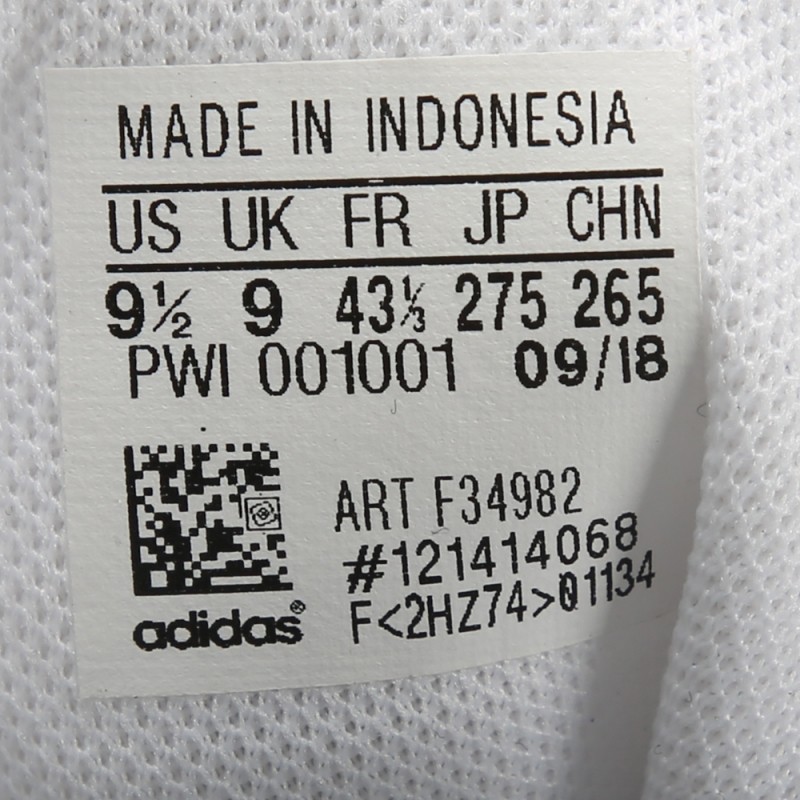 MADE IN INDONESIA
US UK FR JP CHN
9½ 9 43⅓ 275 265
PWI 001001 09/18
ART F34982
#121414068
F<2HZ74>01134
adidas®